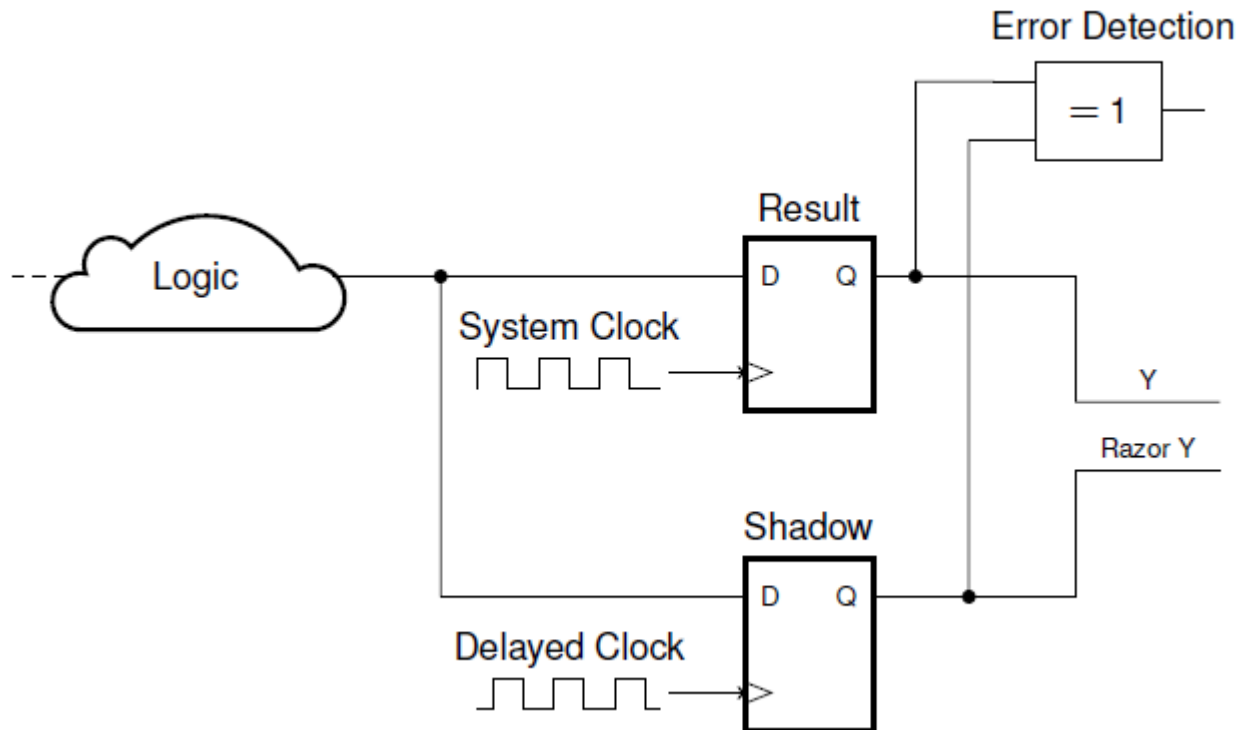 Error Detection
= 1
Result
Logic
D Q
System Clock
Y
Razor Y
Shadow
D Q
Delayed Clock